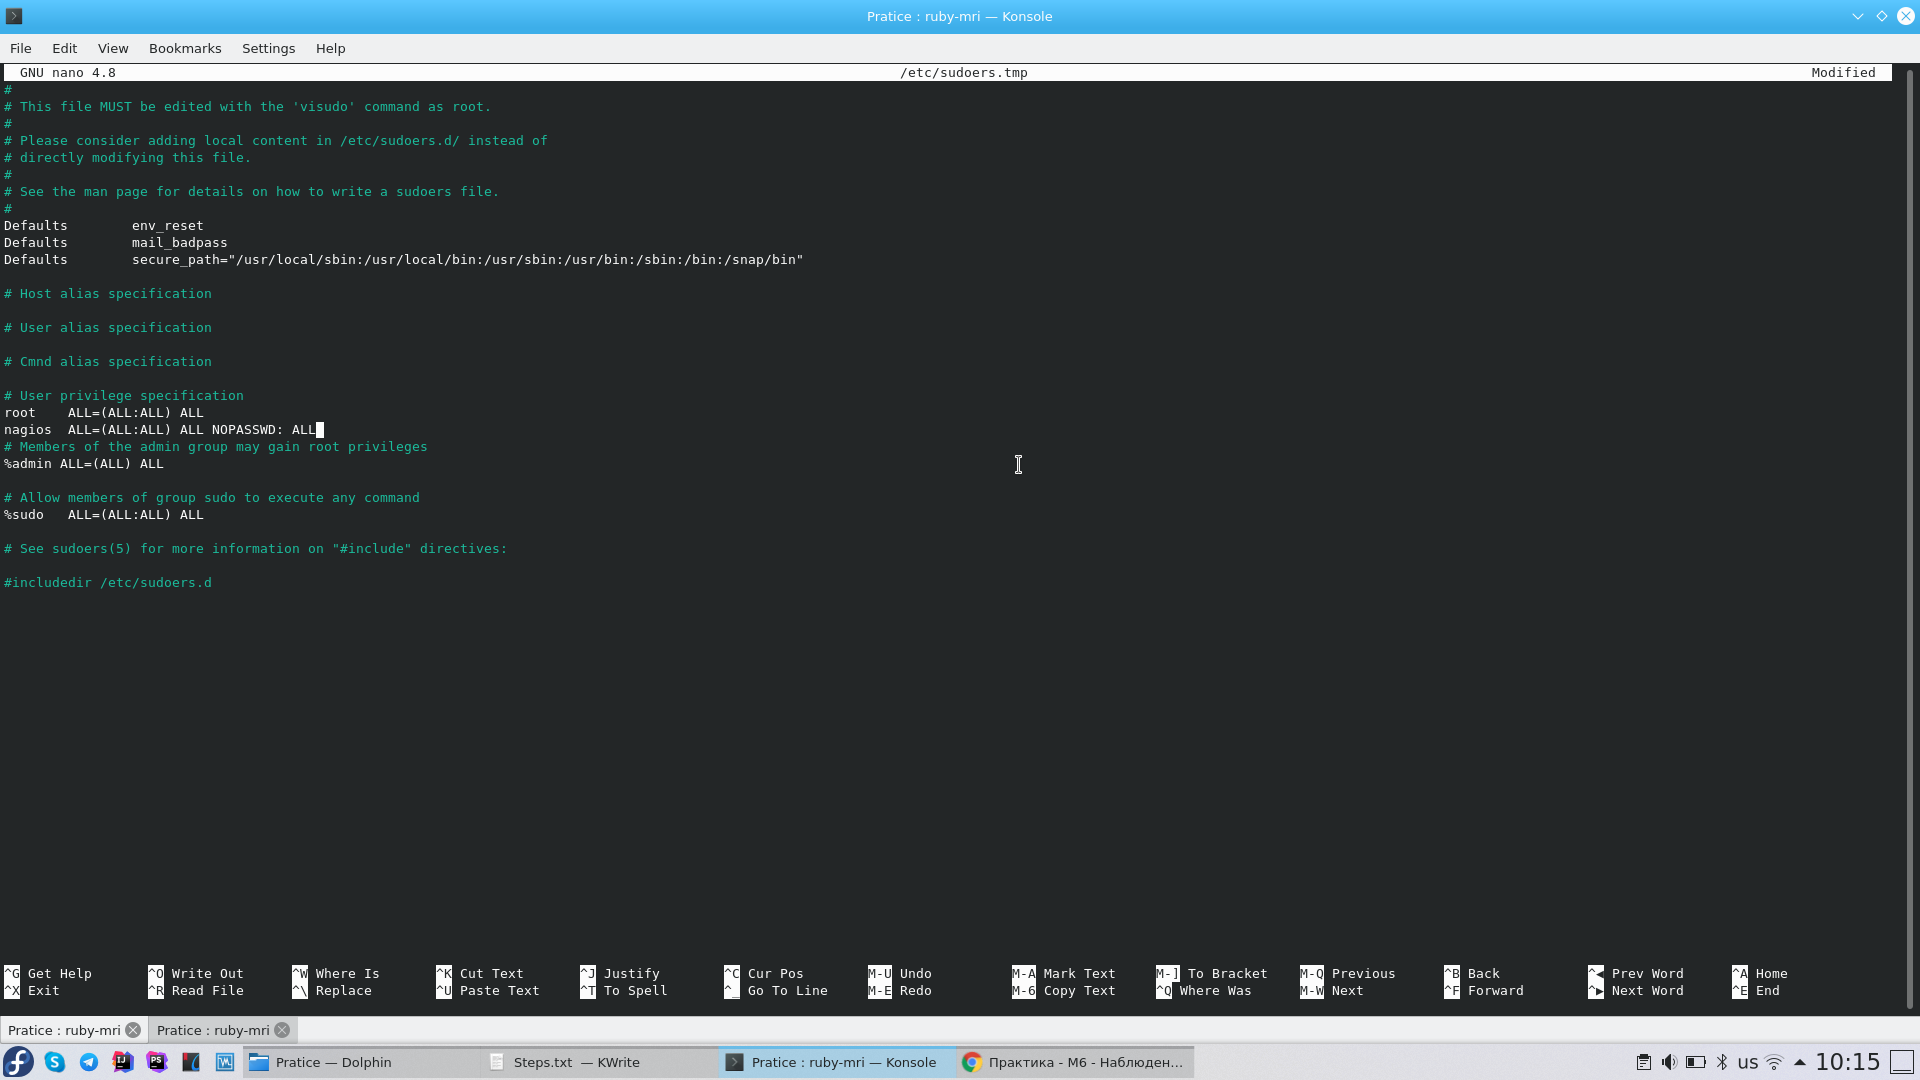 Pratice : ruby-mri — Konsole
File Edit View Bookmarks Settings Help
GNU nano 4.8 /etc/sudoers.tmp Modified
#
# This file MUST be edited with the 'visudo' command as root.
#
# Please consider adding local content in /etc/sudoers.d/ instead of
# directly modifying this file.
#
# See the man page for details on how to write a sudoers file.
#
Defaults env_reset
Defaults mail_badpass
Defaults secure_path="/usr/local/sbin:/usr/local/bin:/usr/sbin:/usr/bin:/sbin:/bin:/snap/bin"
# Host alias specification
# User alias specification
# Cmnd alias specification
# User privilege specification
root ALL=(ALL:ALL) ALL
nagios ALL=(ALL:ALL) ALL NOPASSWD: ALL
# Members of the admin group may gain root privileges
%admin ALL=(ALL) ALL
# Allow members of group sudo to execute any command
%sudo ALL=(ALL:ALL) ALL
# See sudoers(5) for more information on "#include" directives:
#includedir /etc/sudoers.d
^G Get Help ^O Write Out ^W Where Is ^K Cut Text ^J Justify ^C Cur Pos M-U Undo M-A Mark Text M-] To Bracket M-Q Previous ^B Back ^◀ Prev Word ^A Home
^X Exit ^R Read File ^\ Replace ^U Paste Text ^T To Spell ^_ Go To Line M-E Redo M-6 Copy Text ^Q Where Was M-W Next ^F Forward ^▶ Next Word ^E End
Pratice : ruby-mri Pratice : ruby-mri
Pratice — Dolphin Steps.txt — KWrite Pratice : ruby-mri — Konsole Практика - М6 - Наблюден... us 10:15